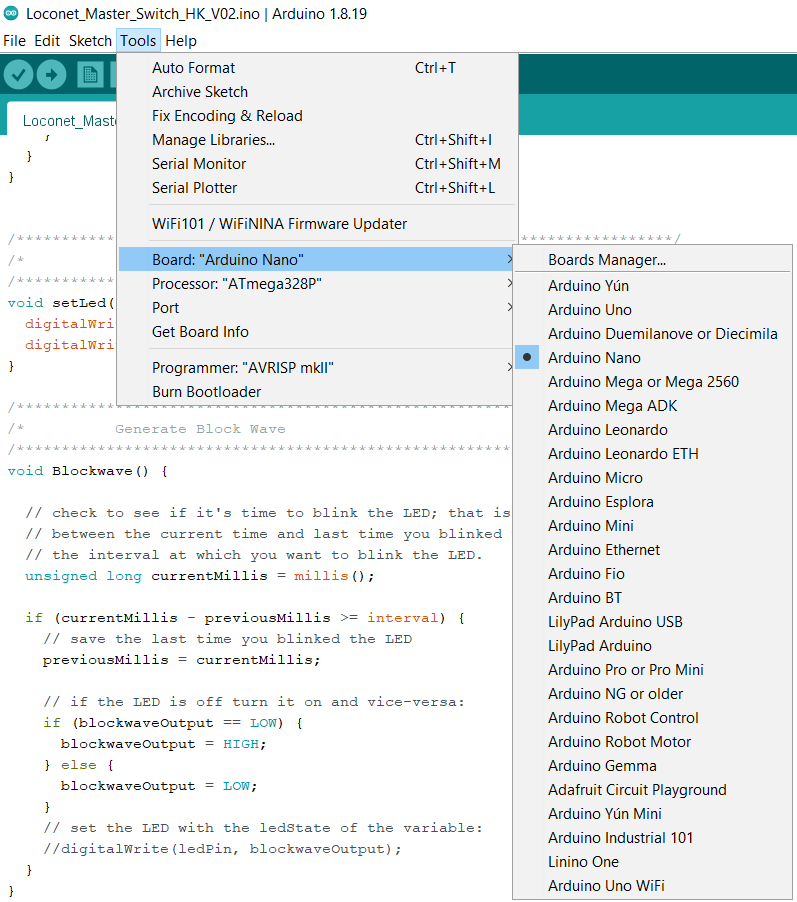 Loconet_Master_Switch_HK_V02.ino | Arduino 1.8.19
File Edit Sketch Tools Help
Auto Format Ctrl+T
Archive Sketch
Fix Encoding & Reload
Loconet_Maste
Manage Libraries... Ctrl+Shift+I
Serial Monitor Ctrl+Shift+M
Serial Plotter Ctrl+Shift+L
}
}
}
WiFi101 / WiFiNINA Firmware Updater
Board: "Arduino Nano"
Processor: "ATmega328P"
Port
Get Board Info
Programmer: "AVRISP mkII"
Burn Bootloader
Boards Manager...
Arduino Yún
Arduino Uno
Arduino Duemilanove or Diecimila
Arduino Nano
Arduino Mega or Mega 2560
Arduino Mega ADK
Arduino Leonardo
Arduino Leonardo ETH
Arduino Micro
Arduino Esplora
Arduino Mini
Arduino Ethernet
Arduino Fio
Arduino BT
LilyPad Arduino USB
LilyPad Arduino
Arduino Pro or Pro Mini
Arduino NG or older
Arduino Robot Control
Arduino Robot Motor
Arduino Gemma
Adafruit Circuit Playground
Arduino Yún Mini
Arduino Industrial 101
Linino One
Arduino Uno WiFi
/*
void setLed(
digitalWri
digitalWri
}
/* Generate Block Wave
void Blockwave() {
// check to see if it's time to blink the LED; that is
// between the current time and last time you blinked
// the interval at which you want to blink the LED.
unsigned long currentMillis = millis();
if (currentMillis - previousMillis >= interval) {
// save the last time you blinked the LED
previousMillis = currentMillis;
// if the LED is off turn it on and vice-versa:
if (blockwaveOutput == LOW) {
blockwaveOutput = HIGH;
} else {
blockwaveOutput = LOW;
}
// set the LED with the ledState of the variable:
//digitalWrite(ledPin, blockwaveOutput);
}
}